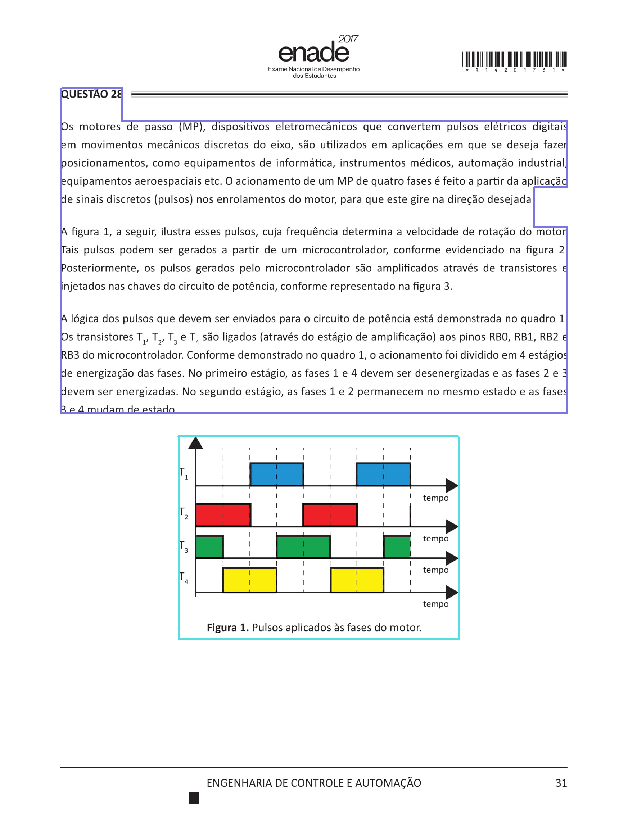 enade 2017
Exame Nacional de Desempenho
dos Estudantes
QUESTÃO 28
Os motores de passo (MP), dispositivos eletromecânicos que convertem pulsos elétricos digitais
em movimentos mecânicos discretos do eixo, são utilizados em aplicações em que se deseja fazer
posicionamentos, como equipamentos de informática, instrumentos médicos, automação industrial,
equipamentos aeroespaciais etc. O acionamento de um MP de quatro fases é feito a partir da aplicação
de sinais discretos (pulsos) nos enrolamentos do motor, para que este gire na direção desejada
A figura 1, a seguir, ilustra esses pulsos, cuja frequência determina a velocidade de rotação do motor
Tais pulsos podem ser gerados a partir de um microcontrolador, conforme evidenciado na figura 2
Posteriormente, os pulsos gerados pelo microcontrolador são amplificados através de transistores e
injetados nas chaves do circuito de potência, conforme representado na figura 3.
A lógica dos pulsos que devem ser enviados para o circuito de potência está demonstrada no quadro 1
Os transistores T1, T2, T3 e T, são ligados (através do estágio de amplificação) aos pinos RB0, RB1, RB2 e
RB3 do microcontrolador. Conforme demonstrado no quadro 1, o acionamento foi dividido em 4 estágios
de energização das fases. No primeiro estágio, as fases 1 e 4 devem ser desenergizadas e as fases 2 e 3
devem ser energizadas. No segundo estágio, as fases 1 e 2 permanecem no mesmo estado e as fases
3 e 4 mudam de estado
T1
tempo
T2
tempo
T3
tempo
T4
tempo
Figura 1. Pulsos aplicados às fases do motor.
ENGENHARIA DE CONTROLE E AUTOMAÇÃO 31